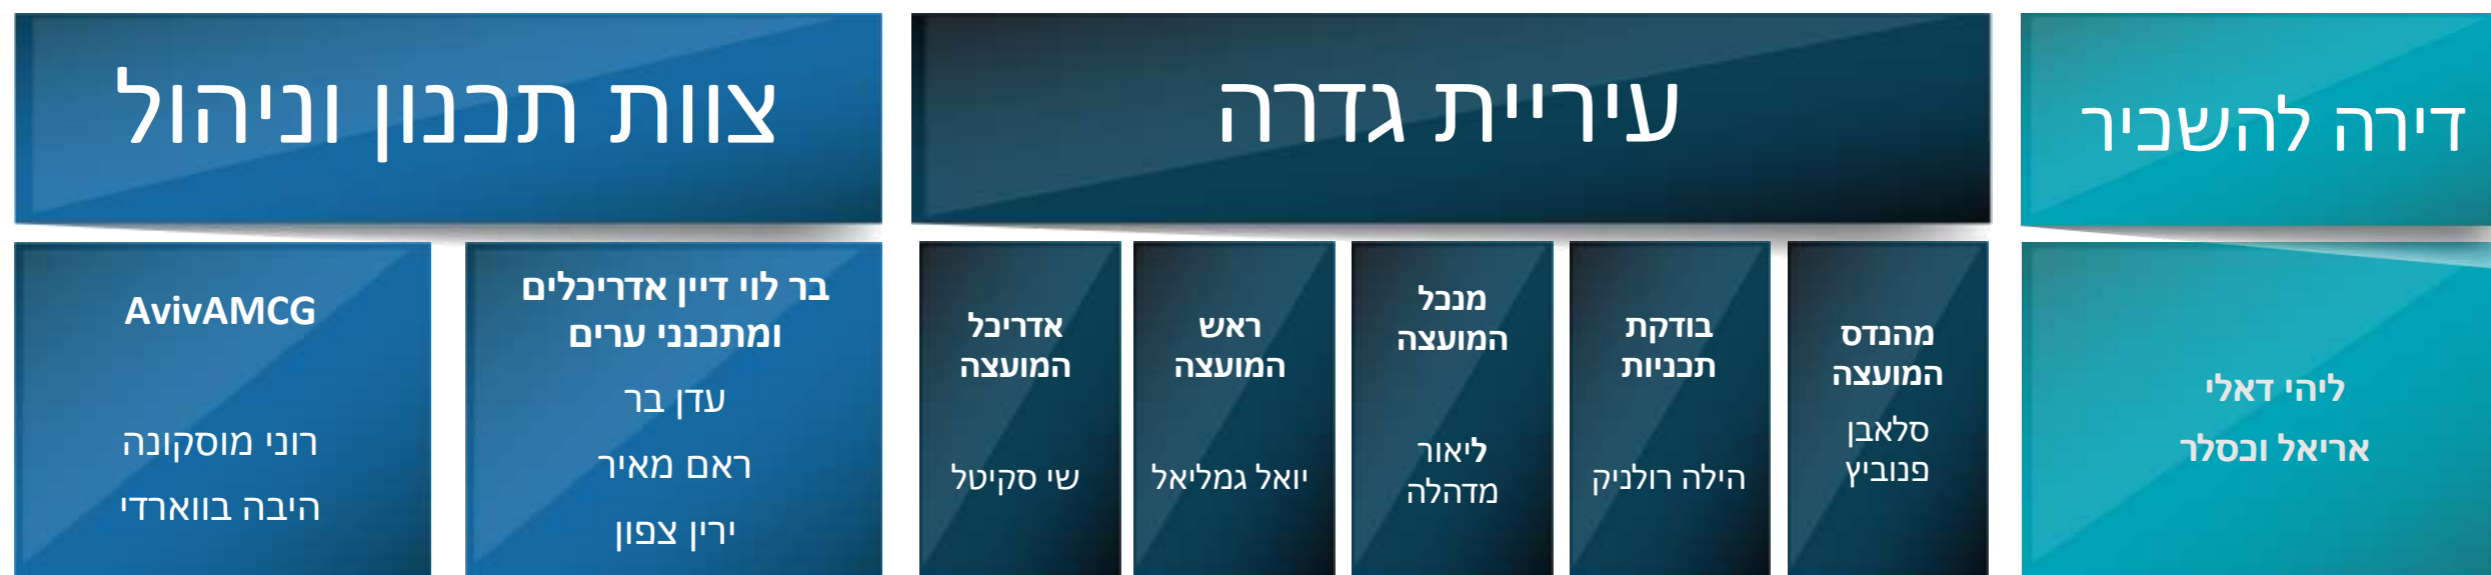 דירה להשכיר
ליהי דאלי
אריאל וכסלר
עיריית גדרה
מהנדס
המועצה
סלאבן
פנוביץ
בודקת
תכניות
הילה רולניק
מנכל
המועצה
ליאור
מדהלה
ראש
המועצה
יואל גמליאל
אדריכל
המועצה
שי סקיטל
צוות תכנון וניהול
בר לוי דיין אדריכלים
ומתכנני ערים
עדן בר
ראם מאיר
ירין צפון
AvivAMCG
רוני מוסקונה
היבה בווארדי